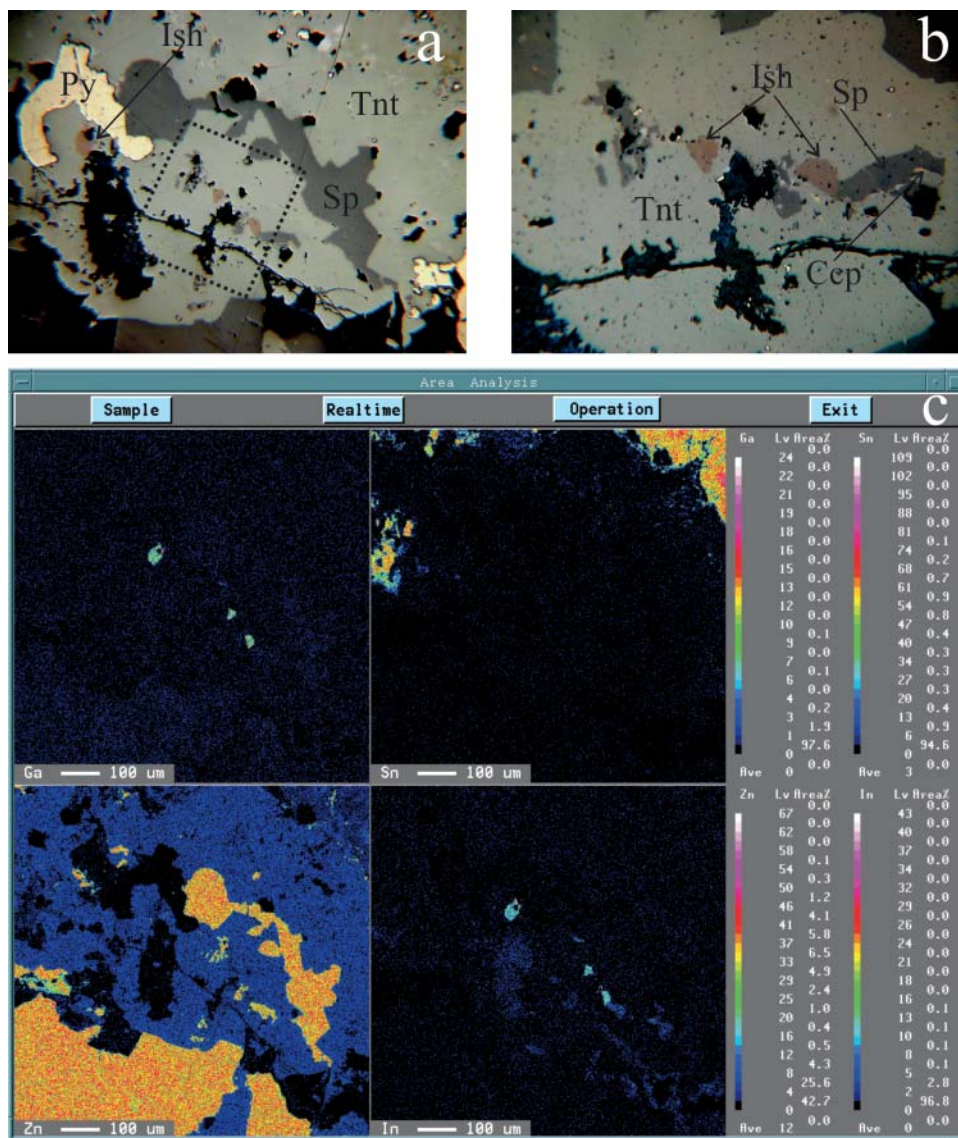 a
Ish
Py
Tnt
Sp
b
Ish
Sp
Tnt
Ccp
Area Analysis
Sample Realtime Operation Exit
c
Ga — 100 um
Sn — 100 um
Zn — 100 um
In — 100 um
Ga Lv Area%
0.0
24 0.0
22 0.0
21 0.0
19 0.0
18 0.0
16 0.0
15 0.0
13 0.0
12 0.0
10 0.1
9 0.0
7 0.1
6 0.0
4 0.2
3 1.9
1 97.6
0 0.0
Ave 0
Sn Lv Area%
0.0
109 0.0
102 0.0
95 0.0
88 0.0
81 0.1
74 0.2
68 0.7
61 0.9
54 0.8
47 0.4
40 0.3
34 0.3
27 0.3
20 0.4
13 0.9
6 94.6
0 0.0
Ave 3
Zn Lv Area%
0.0
67 0.0
62 0.0
58 0.1
54 0.3
50 1.2
46 4.1
41 5.8
37 6.5
33 4.9
29 2.4
25 1.0
20 0.4
16 0.5
12 4.3
8 25.6
4 42.7
0 0.0
Ave 12
In Lv Area%
0.0
43 0.0
40 0.0
37 0.0
34 0.0
32 0.0
29 0.0
26 0.0
24 0.0
21 0.0
18 0.0
16 0.1
13 0.1
10 0.1
8 0.1
5 2.8
2 96.8
0 0.0
Ave 0